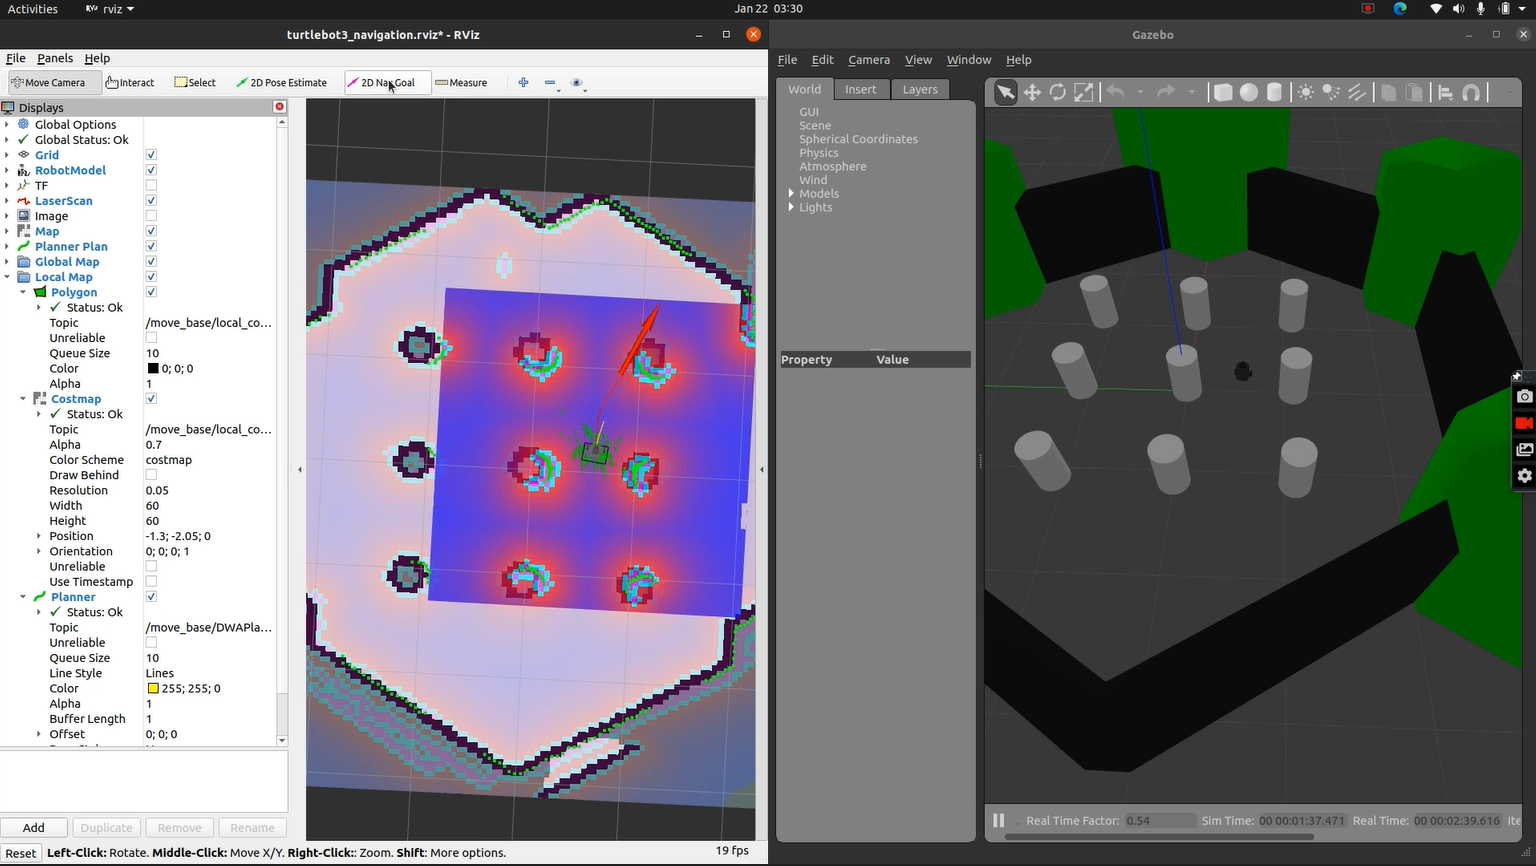 Activities
rviz
Jan 22 03:30
turtlebot3_navigation.rviz* - RViz
Gazebo
File Panels Help
File Edit Camera View Window Help
Move Camera Interact Select 2D Pose Estimate 2D Nav Goal Measure
World Insert Layers
Displays
Global Options
Global Status: Ok
Grid
RobotModel
TF
LaserScan
Image
Map
Planner Plan
Global Map
Local Map
Polygon
Status: Ok
Topic /move_base/local_co...
Unreliable
Queue Size 10
Color 0; 0; 0
Alpha 1
Costmap
Status: Ok
Topic /move_base/local_co...
Alpha 0.7
Color Scheme costmap
Draw Behind
Resolution 0.05
Width 60
Height 60
Position -1.3; -2.05; 0
Orientation 0; 0; 0; 1
Unreliable
Use Timestamp
Planner
Status: Ok
Topic /move_base/DWAPla...
Unreliable
Queue Size 10
Line Style Lines
Color 255; 255; 0
Alpha 1
Buffer Length 1
Offset 0; 0; 0
Add Duplicate Remove Rename
Reset Left-Click: Rotate. Middle-Click: Move X/Y. Right-Click:: Zoom. Shift: More options.
19 fps
GUI
Scene
Spherical Coordinates
Physics
Atmosphere
Wind
Models
Lights
Property Value
Real Time Factor: 0.54 Sim Time: 00 00:01:37.471 Real Time: 00 00:02:39.616 Ite